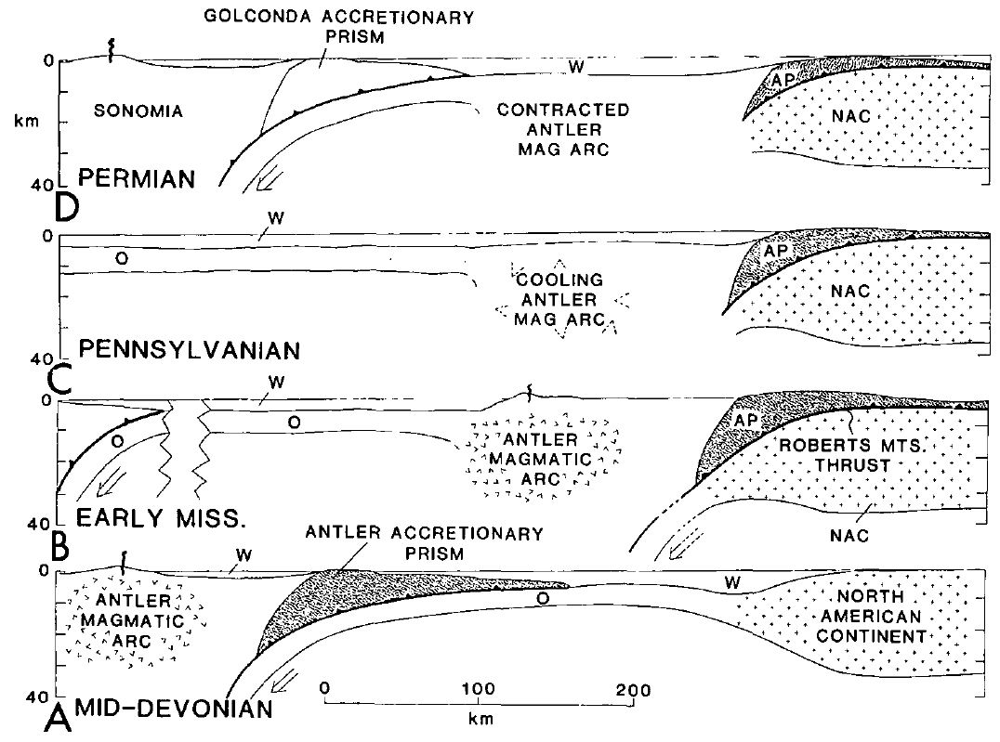 GOLCONDA ACCRETIONARY
PRISM
0
km
40
SONOMIA
W
CONTRACTED
ANTLER
MAG ARC
AP
NAC
PERMIAN
D
W
0
O
40
COOLING
ANTLER
MAG ARC
AP
NAC
PENNSYLVANIAN
C
W
0
O
O
40
ANTLER
MAGMATIC
ARC
AP
ROBERTS MTS.
THRUST
NAC
EARLY MISS.
B
ANTLER ACCRETIONARY
PRISM
W
0
40
ANTLER
MAGMATIC
ARC
O
W
NORTH
AMERICAN
CONTINENT
MID-DEVONIAN
A
0 100 200
km